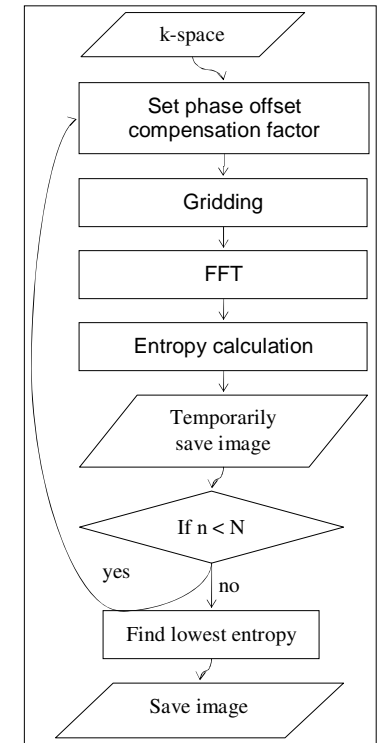 k-space
Set phase offset
compensation factor
Gridding
FFT
Entropy calculation
Temporarily
save image
If n < N
yes
no
Find lowest entropy
Save image